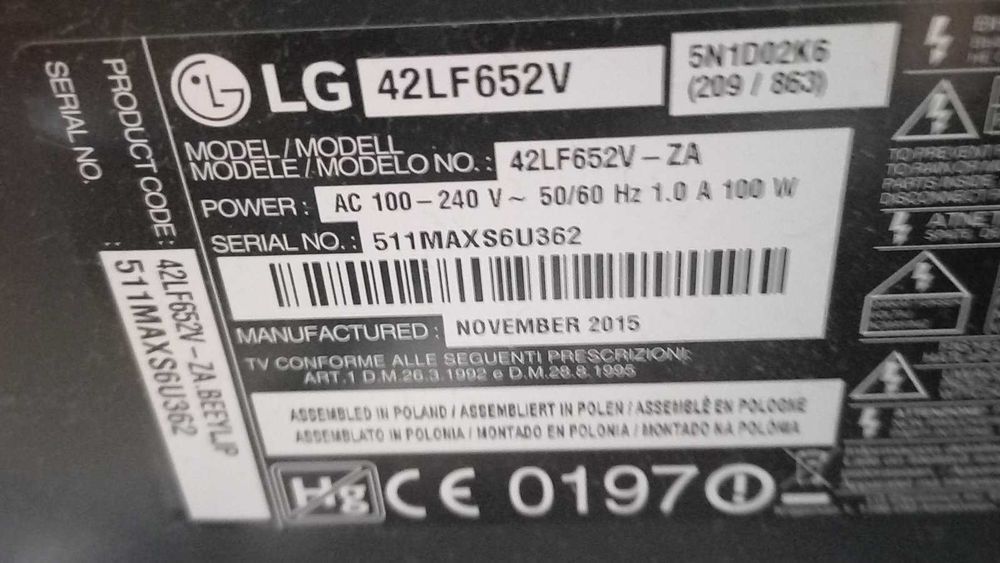 LG 42LF652V
5N1D02K6
(209 / 863)
MODEL/MODELL
MODELE/MODELO NO.: 42LF652V-ZA
POWER: AC 100-240 V~ 50/60 Hz 1.0 A 100 W
SERIAL NO.: 511MAXS6U362
MANUFACTURED: NOVEMBER 2015
TV CONFORME ALLE SEGUENTI PRESCRIZIONI:
ART.1 D.M.26.3.1992 e D.M.28.8.1995
ASSEMBLED IN POLAND / ASSEMBLIERT IN POLEN / ASSEMBLÉ EN POLOGNE
ASSEMBLATO IN POLONIA / MONTADO EN POLONIA / MONTADO NA POLÓNIA
Hg CE 0197
PRODUCT CODE: 42LF652V-ZA.BEEYLJP
SERIAL NO. : 511MAXS6U362
TO PREVENT